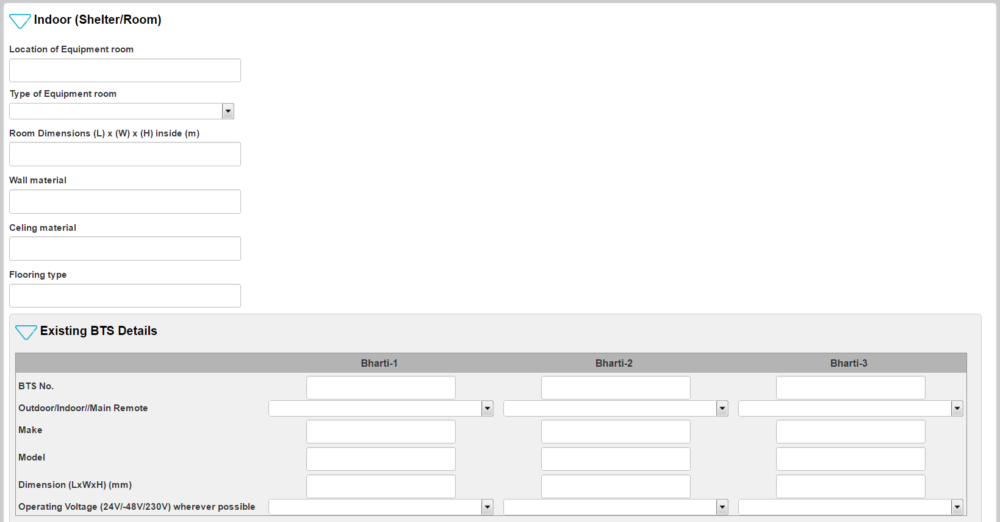 Indoor (Shelter/Room)
Location of Equipment room
Type of Equipment room
Room Dimensions (L) x (W) x (H) inside (m)
Wall material
Celing material
Flooring type
Existing BTS Details
Bharti-1 Bharti-2 Bharti-3
BTS No.
Outdoor/Indoor//Main Remote
Make
Model
Dimension (LxWxH) (mm)
Operating Voltage (24V/-48V/230V) wherever possible